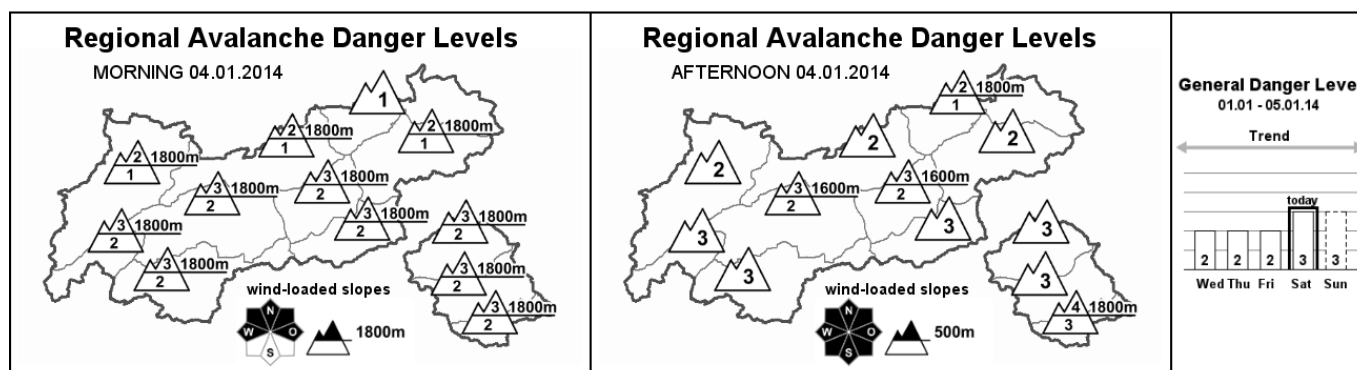 Regional Avalanche Danger Levels
MORNING 04.01.2014
1
2 1800m
1
2 1800m
1
2 1800m
1
3 1800m
2
3 1800m
2
3 1800m
2
3 1800m
2
3 1800m
2
3 1800m
2
3 1800m
2
3 1800m
2
wind-loaded slopes
N
W O
S
1800m
Regional Avalanche Danger Levels
AFTERNOON 04.01.2014
2 1800m
1
2
2
2
3 1600m
2
3 1600m
2
3
3
3
3
3
4 1800m
3
wind-loaded slopes
N
W O
S
500m
General Danger Leve
01.01 - 05.01.14
Trend
today
2 2 2 3 3
Wed Thu Fri Sat Sun